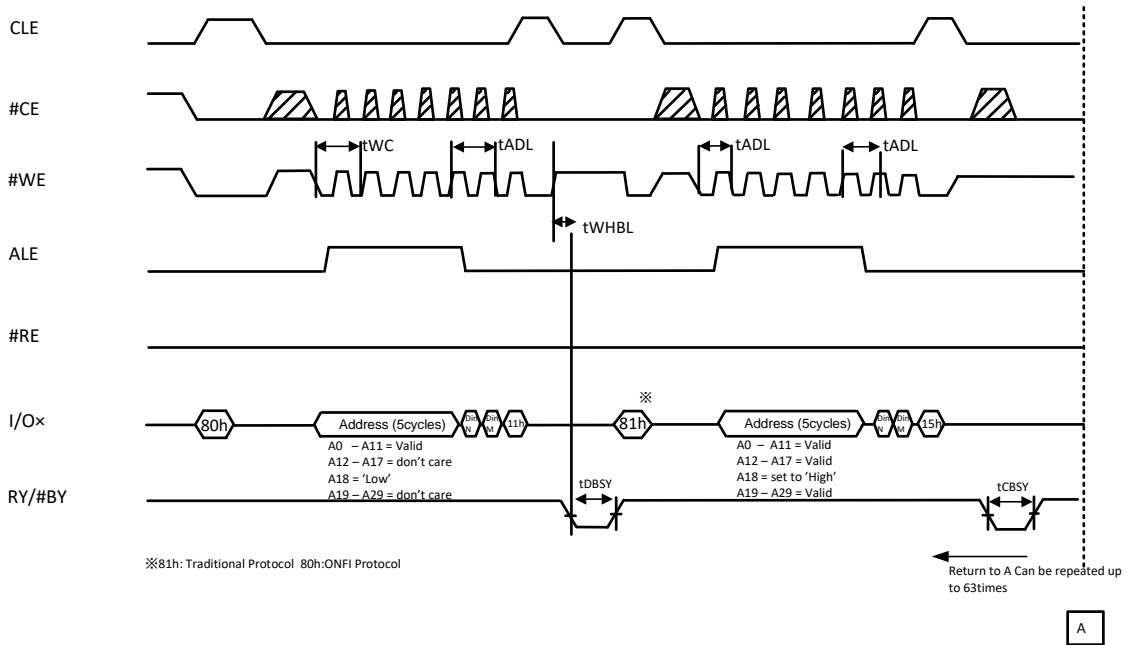 CLE
#CE
tWC
tADL
tADL
tADL
#WE
tWHBL
ALE
#RE
※
I/O×
80h
Address (5cycles)
Din N
Din M
11h
81h
Address (5cycles)
Din N
Din M
15h
A0 – A11 = Valid
A12 – A17 = don't care
A18 = 'Low'
A19 – A29 = don't care
A0 – A11 = Valid
A12 – A17 = Valid
A18 = set to 'High'
A19 – A29 = Valid
tDBSY
tCBSY
RY/#BY
※81h: Traditional Protocol 80h:ONFI Protocol
Return to A Can be repeated up
to 63times
A